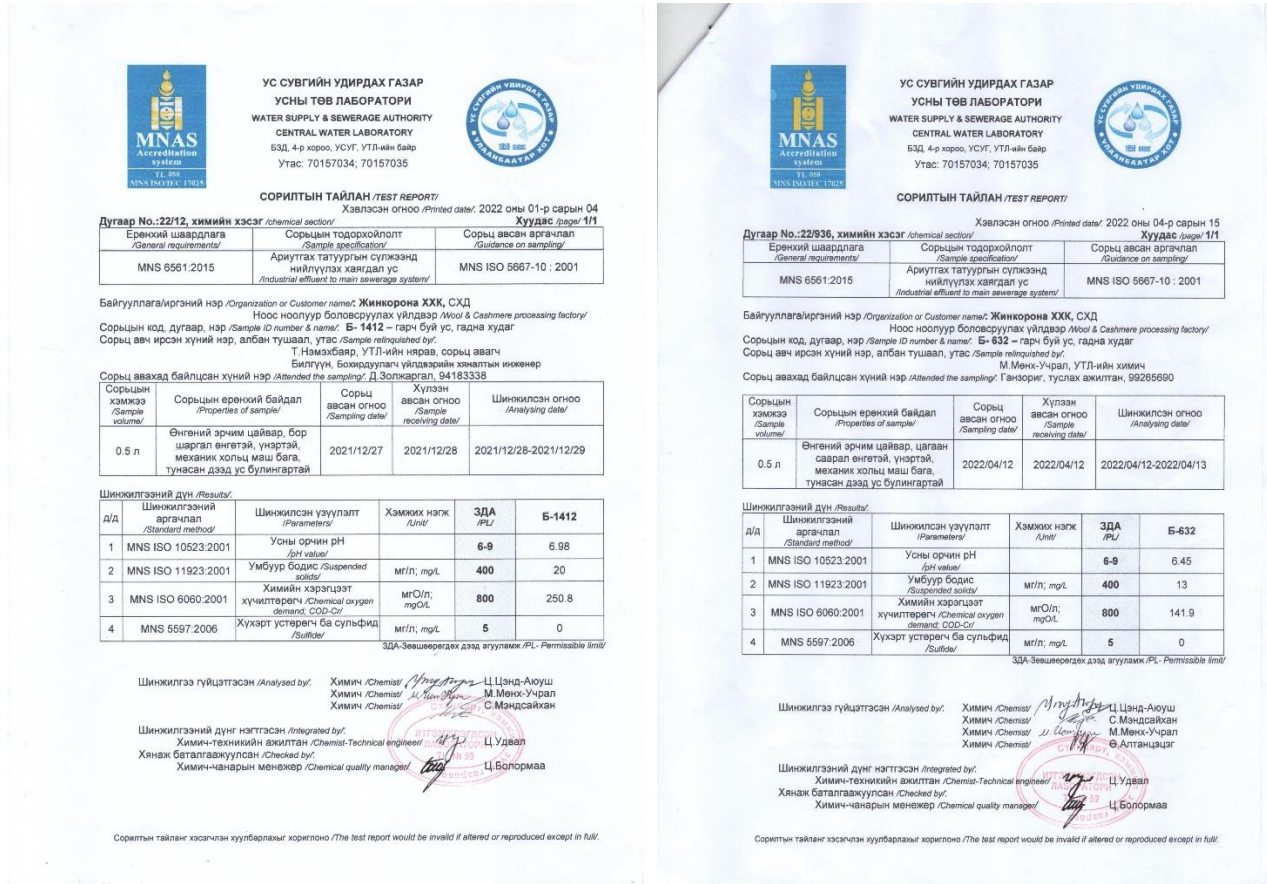 MNAS
Accreditation
system
TL 059
MNS ISO/IEC 17025
УС СУВГИЙН УДИРДАХ ГАЗАР
УСНЫ ТӨВ ЛАБОРАТОРИ
WATER SUPPLY & SEWERAGE AUTHORITY
CENTRAL WATER LABORATORY
БЗД, 4-р хороо, УСУГ, УТЛ-ийн байр
Утас: 70157034; 70157035
УС СУВГИЙН УДИРДАХ ГАЗАР
УЛААНБААТАР ХОТ
СОРИЛТЫН ТАЙЛАН /TEST REPORT/
Хэвлэсэн огноо /Printed date/: 2022 оны 01-р сарын 04
Дугаар No.:22/12, химийн хэсэг /chemical section/ Хуудас /page/ 1/1
Ерөнхий шаардлага /General requirements/
Сорьцын тодорхойлолт /Sample specification/
Сорьц авсан аргачлал /Guidance on sampling/
MNS 6561:2015
Ариутгах татуургын сүлжээнд нийлүүлэх хаягдал ус /Industrial effluent to main sewerage system/
MNS ISO 5667-10 : 2001
Байгууллага/иргэний нэр /Organization or Customer name/: Жинкорона ХХК, СХД
Ноос ноолуур боловсруулах үйлдвэр /Wool & Cashmere processing factory/
Сорьцын код, дугаар, нэр /Sample ID number & name/: Б- 1412 – гарч буй ус, гадна худаг
Сорьц авч ирсэн хүний нэр, албан тушаал, утас /Sample relinquished by/:
Т.Нэмэхбаяр, УТЛ-ийн нярав, сорьц авагч
Билгүүн, Бохирдуулагч үйлдвэрийн хяналтын инженер
Сорьц авахад байлцсан хүний нэр /Attended the sampling/: Д.Золжаргал, 94183338
Сорьцын хэмжээ /Sample volume/
Сорьцын ерөнхий байдал /Properties of sample/
Сорьц авсан огноо /Sampling date/
Хүлээн авсан огноо /Sample receiving date/
Шинжилсэн огноо /Analysing date/
0.5 л
Өнгөний эрчим цайвар, бор шаргал өнгөтэй, үнэртэй, механик хольц маш бага, тунасан дээд ус булингартай
2021/12/27
2021/12/28
2021/12/28-2021/12/29
Шинжилгээний дүн /Results/:
д/д
Шинжилгээний аргачлал /Standard method/
Шинжилсэн үзүүлэлт /Parameters/
Хэмжих нэгж /Unit/
ЗДА /PL/
Б-1412
1 MNS ISO 10523:2001 Усны орчин pH /pH value/ 6-9 6.98
2 MNS ISO 11923:2001 Умбуур бодис /Suspended solids/ мг/л; mg/L 400 20
3 MNS ISO 6060:2001 Химийн хэрэгцээт хүчилтөрөгч /Chemical oxygen demand; COD-Cr/ мгО/л; mgO/L 800 250.8
4 MNS 5597:2006 Хүхэрт устөрөгч ба сульфид /Sulfide/ мг/л; mg/L 5 0
ЗДА-Зөвшөөрөгдөх дээд агууламж /PL- Permissible limit/
Шинжилгээ гүйцэтгэсэн /Analysed by/: Химич /Chemist/ Ц.Цэнд-Аюуш
Химич /Chemist/ М.Мөнх-Учрал
Химич /Chemist/ С.Мэндсайхан
Шинжилгээний дүнг нэгтгэсэн /Integrated by/:
Химич-техникийн ажилтан /Chemist-Technical engineer/ Ц.Удвал
Хянаж баталгаажуулсан /Checked by/:
Химич-чанарын менежер /Chemical quality manager/ Ц.Болормаа
Сорилтын тайланг хэсэгчлэн хуулбарлахыг хориглоно /The test report would be invalid if altered or reproduced except in full/.
MNAS
Accreditation
system
TL 059
MNS ISO/IEC 17025
УС СУВГИЙН УДИРДАХ ГАЗАР
УСНЫ ТӨВ ЛАБОРАТОРИ
WATER SUPPLY & SEWERAGE AUTHORITY
CENTRAL WATER LABORATORY
БЗД, 4-р хороо, УСУГ, УТЛ-ийн байр
Утас: 70157034; 70157035
УС СУВГИЙН УДИРДАХ ГАЗАР
УЛААНБААТАР ХОТ
СОРИЛТЫН ТАЙЛАН /TEST REPORT/
Хэвлэсэн огноо /Printed date/: 2022 оны 04-р сарын 15
Дугаар No.:22/936, химийн хэсэг /chemical section/ Хуудас /page/ 1/1
Ерөнхий шаардлага /General requirements/
Сорьцын тодорхойлолт /Sample specification/
Сорьц авсан аргачлал /Guidance on sampling/
MNS 6561:2015
Ариутгах татуургын сүлжээнд нийлүүлэх хаягдал ус /Industrial effluent to main sewerage system/
MNS ISO 5667-10 : 2001
Байгууллага/иргэний нэр /Organization or Customer name/: Жинкорона ХХК, СХД
Ноос ноолуур боловсруулах үйлдвэр /Wool & Cashmere processing factory/
Сорьцын код, дугаар, нэр /Sample ID number & name/: Б- 632 – гарч буй ус, гадна худаг
Сорьц авч ирсэн хүний нэр, албан тушаал, утас /Sample relinquished by/:
М.Мөнх-Учрал, УТЛ-ийн химич
Сорьц авахад байлцсан хүний нэр /Attended the sampling/: Ганзориг, туслах ажилтан, 99265690
Сорьцын хэмжээ /Sample volume/
Сорьцын ерөнхий байдал /Properties of sample/
Сорьц авсан огноо /Sampling date/
Хүлээн авсан огноо /Sample receiving date/
Шинжилсэн огноо /Analysing date/
0.5 л
Өнгөний эрчим цайвар, цагаан саарал өнгөтэй, үнэртэй, механик хольц маш бага, тунасан дээд ус булингартай
2022/04/12
2022/04/12
2022/04/12-2022/04/13
Шинжилгээний дүн /Results/:
д/д
Шинжилгээний аргачлал /Standard method/
Шинжилсэн үзүүлэлт /Parameters/
Хэмжих нэгж /Unit/
ЗДА /PL/
Б-632
1 MNS ISO 10523:2001 Усны орчин pH /pH value/ 6-9 6.45
2 MNS ISO 11923:2001 Умбуур бодис /Suspended solids/ мг/л; mg/L 400 13
3 MNS ISO 6060:2001 Химийн хэрэгцээт хүчилтөрөгч /Chemical oxygen demand; COD-Cr/ мгО/л; mgO/L 800 141.9
4 MNS 5597:2006 Хүхэрт устөрөгч ба сульфид /Sulfide/ мг/л; mg/L 5 0
ЗДА-Зөвшөөрөгдөх дээд агууламж /PL- Permissible limit/
Шинжилгээ гүйцэтгэсэн /Analysed by/: Химич /Chemist/ Ц.Цэнд-Аюуш
Химич /Chemist/ С.Мэндсайхан
Химич /Chemist/ М.Мөнх-Учрал
Химич /Chemist/ Ө.Алтанцэцэг
Шинжилгээний дүнг нэгтгэсэн /Integrated by/:
Химич-техникийн ажилтан /Chemist-Technical engineer/ Ц.Удвал
Хянаж баталгаажуулсан /Checked by/:
Химич-чанарын менежер /Chemical quality manager/ Ц.Болормаа
Сорилтын тайланг хэсэгчлэн хуулбарлахыг хориглоно /The test report would be invalid if altered or reproduced except in full/.